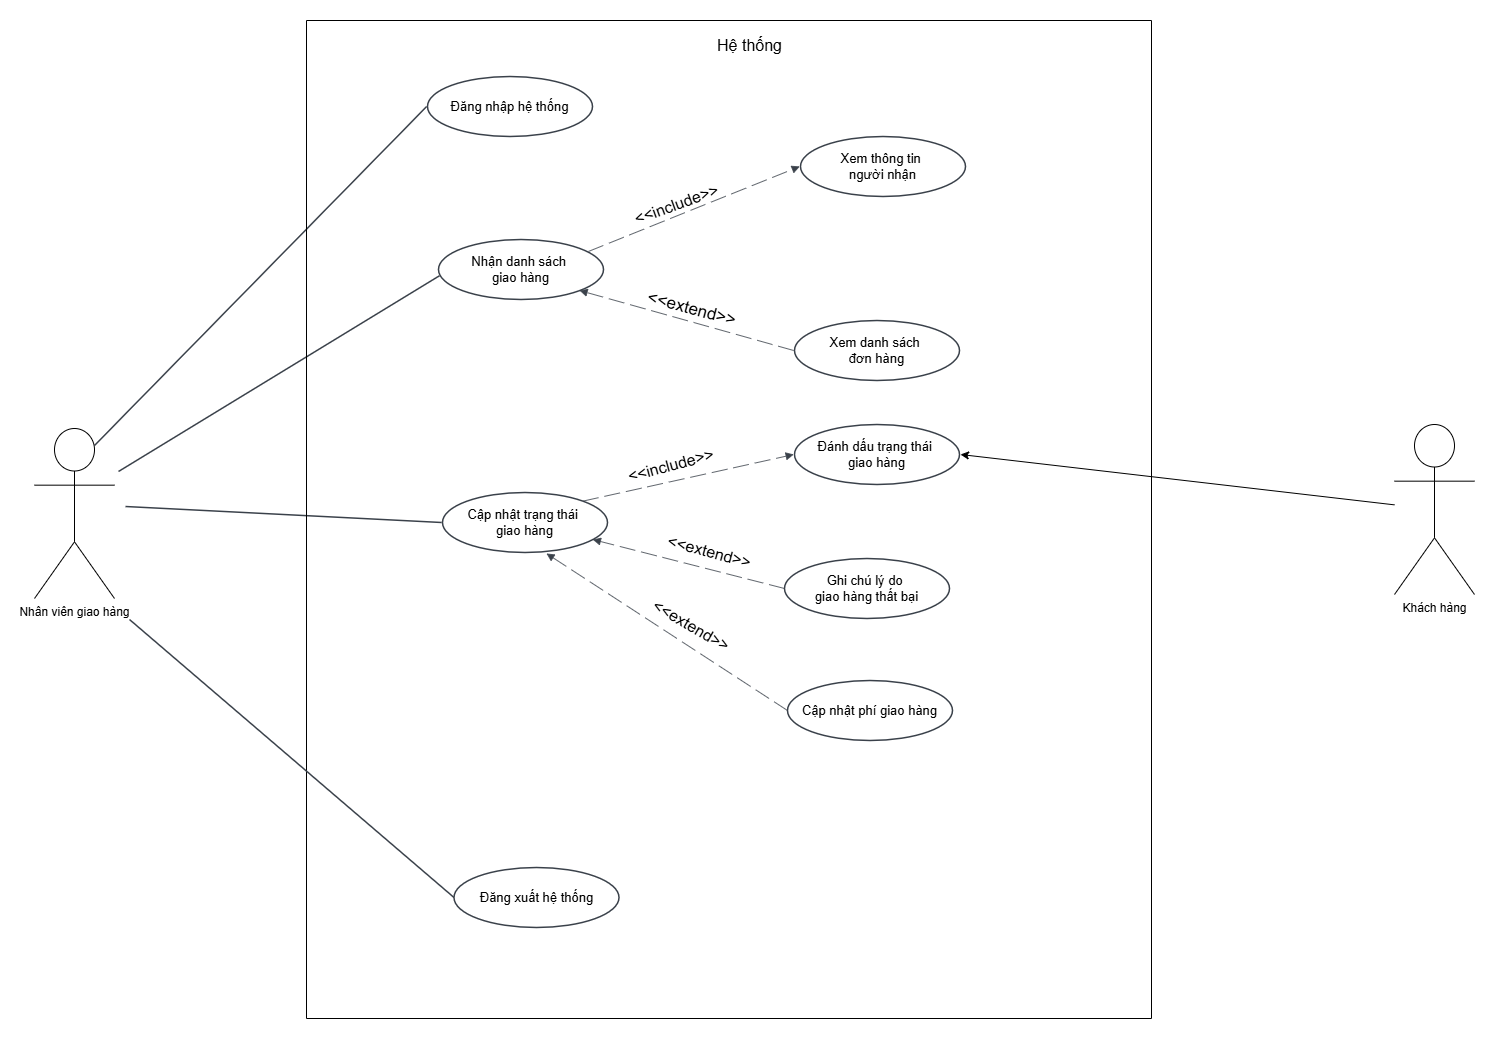 Hệ thống
Đăng nhập hệ thống
Xem thông tin
người nhận
<<include>>
Nhận danh sách
giao hàng
<<extend>>
Xem danh sách
đơn hàng
Đánh dấu trạng thái
giao hàng
<<include>>
Cập nhật trạng thái
giao hàng
<<extend>>
Ghi chú lý do
giao hàng thất bại
<<extend>>
Nhân viên giao hàng
Khách hàng
Cập nhật phí giao hàng
Đăng xuất hệ thống